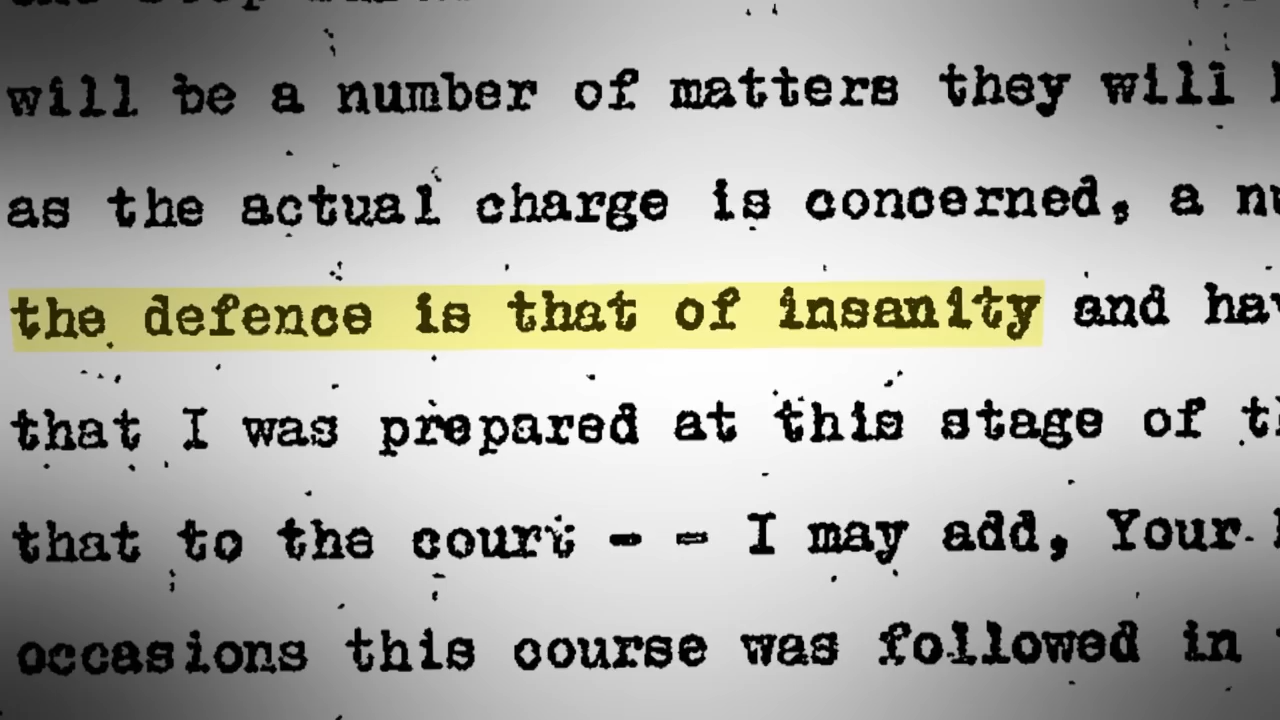 will be a number of matters they will
as the actual charge is concerned, a
the defence is that of insanity and
that I was prepared at this stage of
that to the court - - I may add, Your
occasions this course was followed in